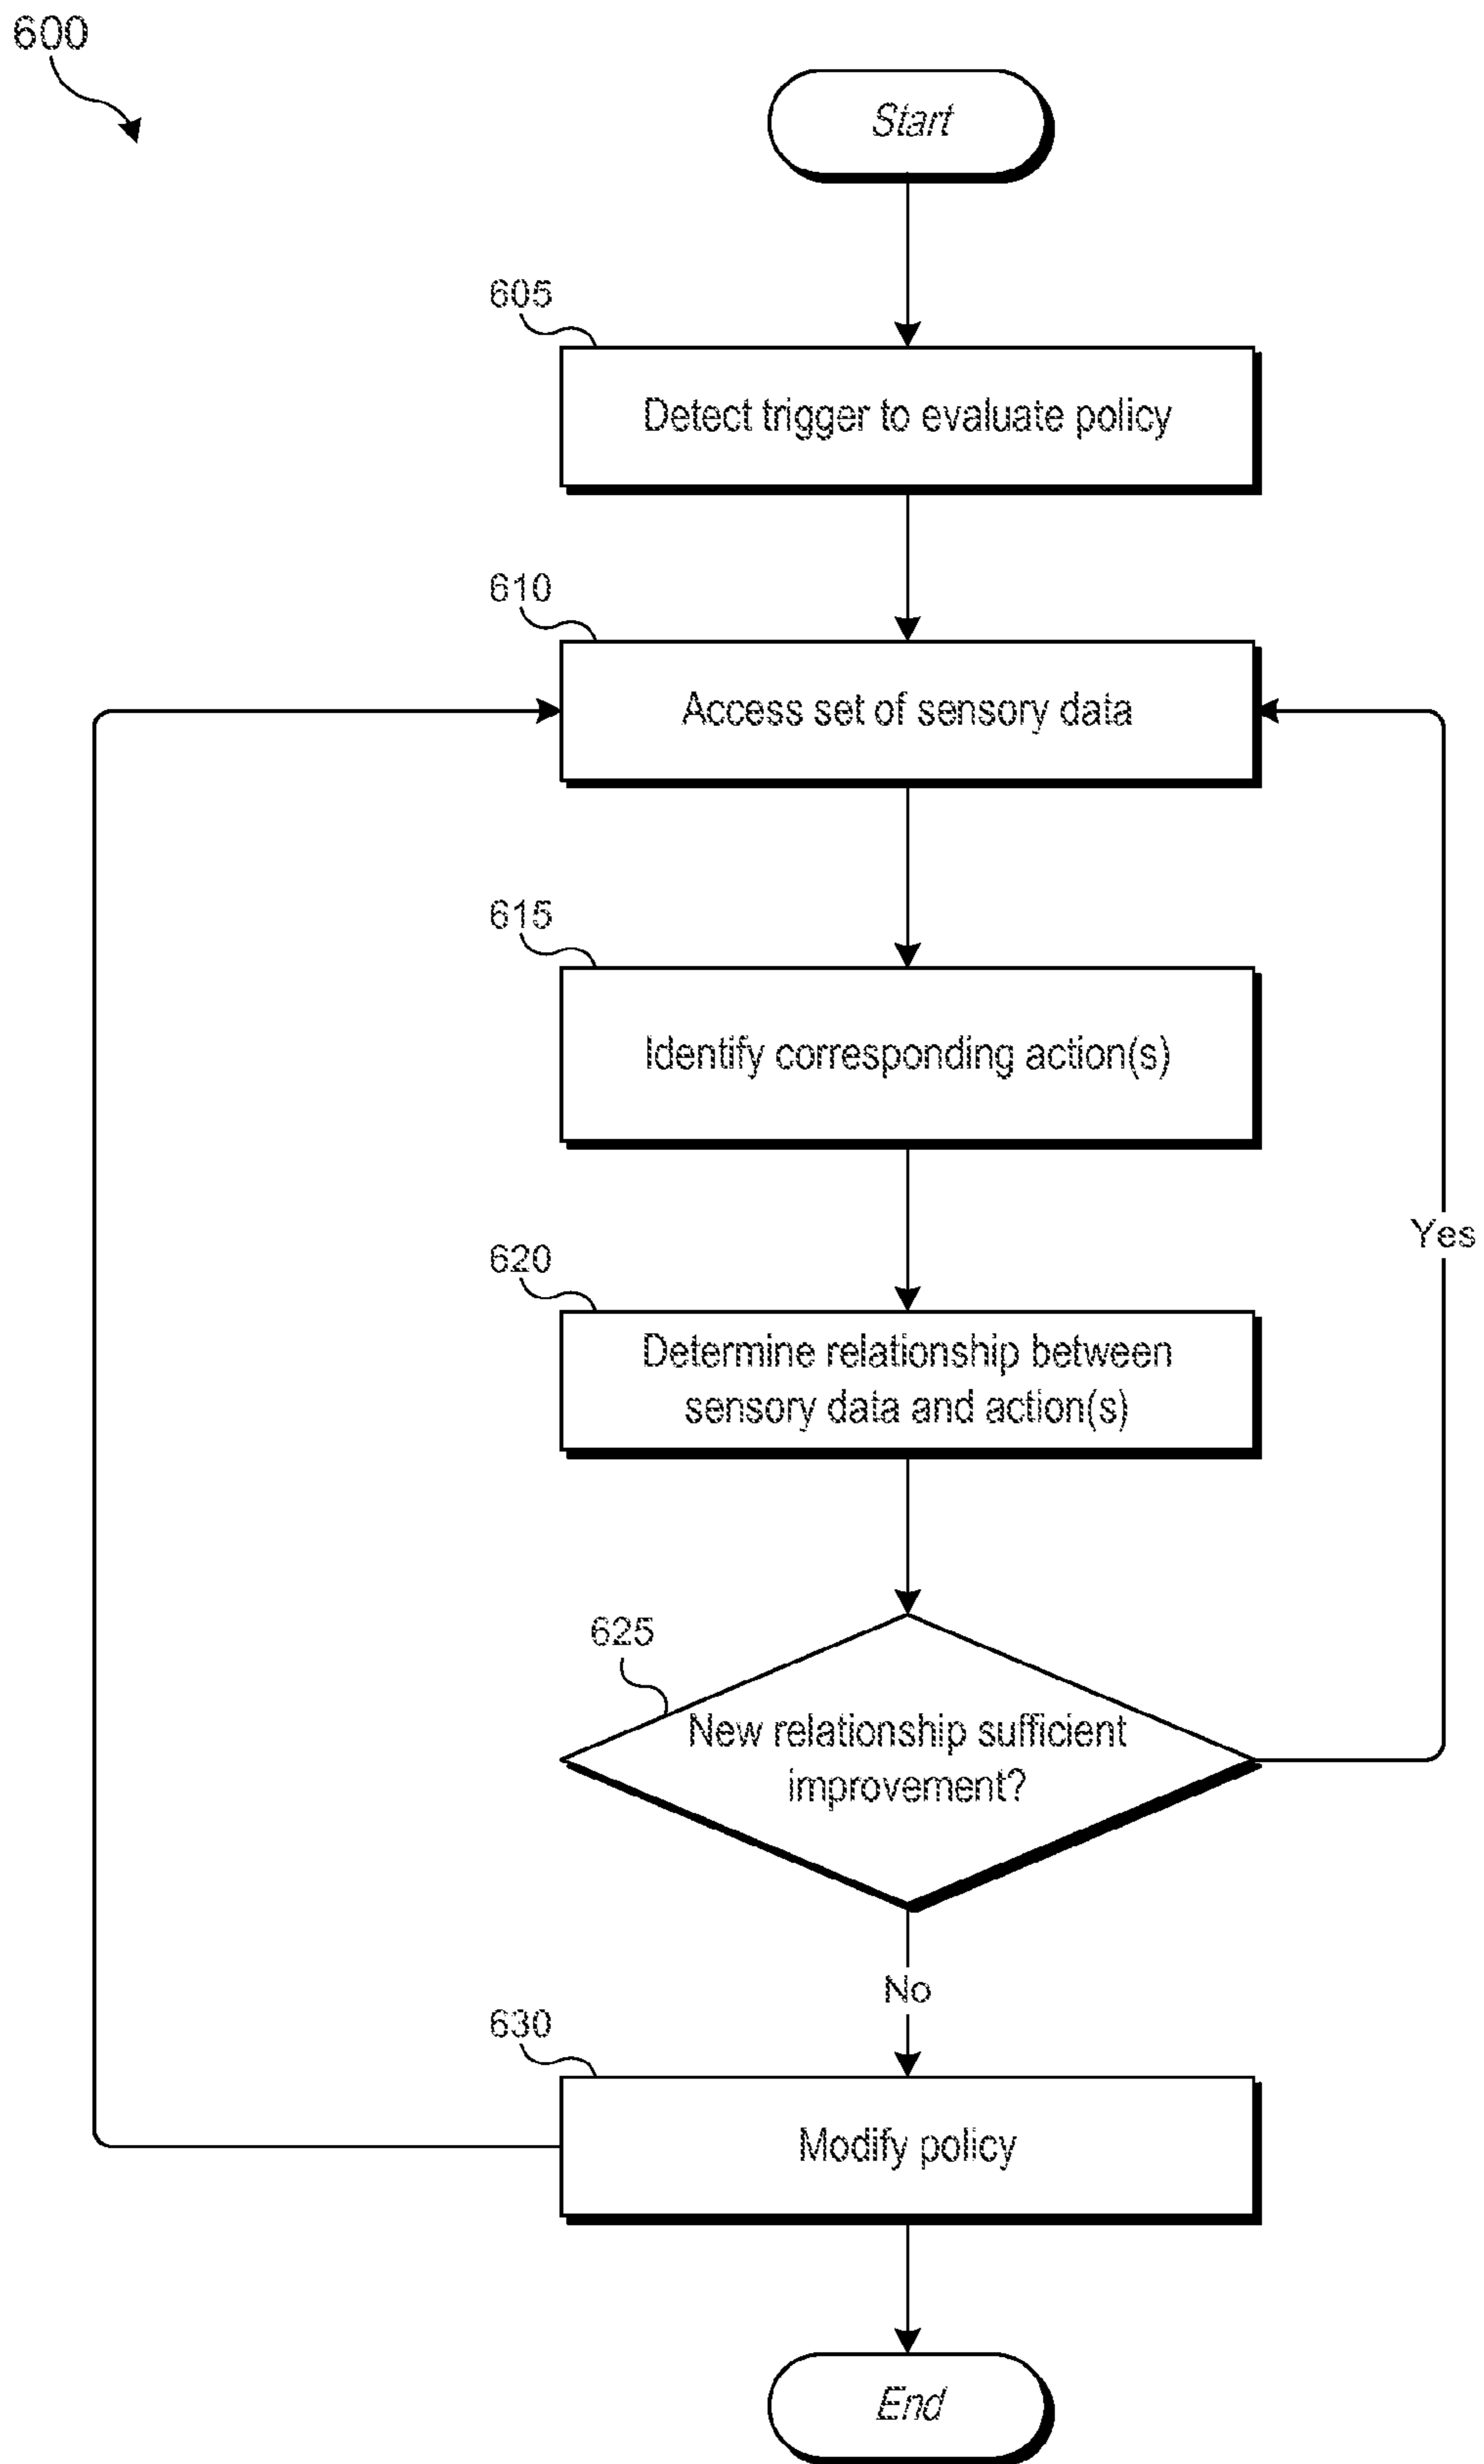 600
Start
605
Detect trigger to evaluate policy
610
Access set of sensory data
615
Identify corresponding action(s)
Yes
620
Determine relationship between
sensory data and action(s)
625
New relationship sufficient
improvement?
No
630
Modify policy
End